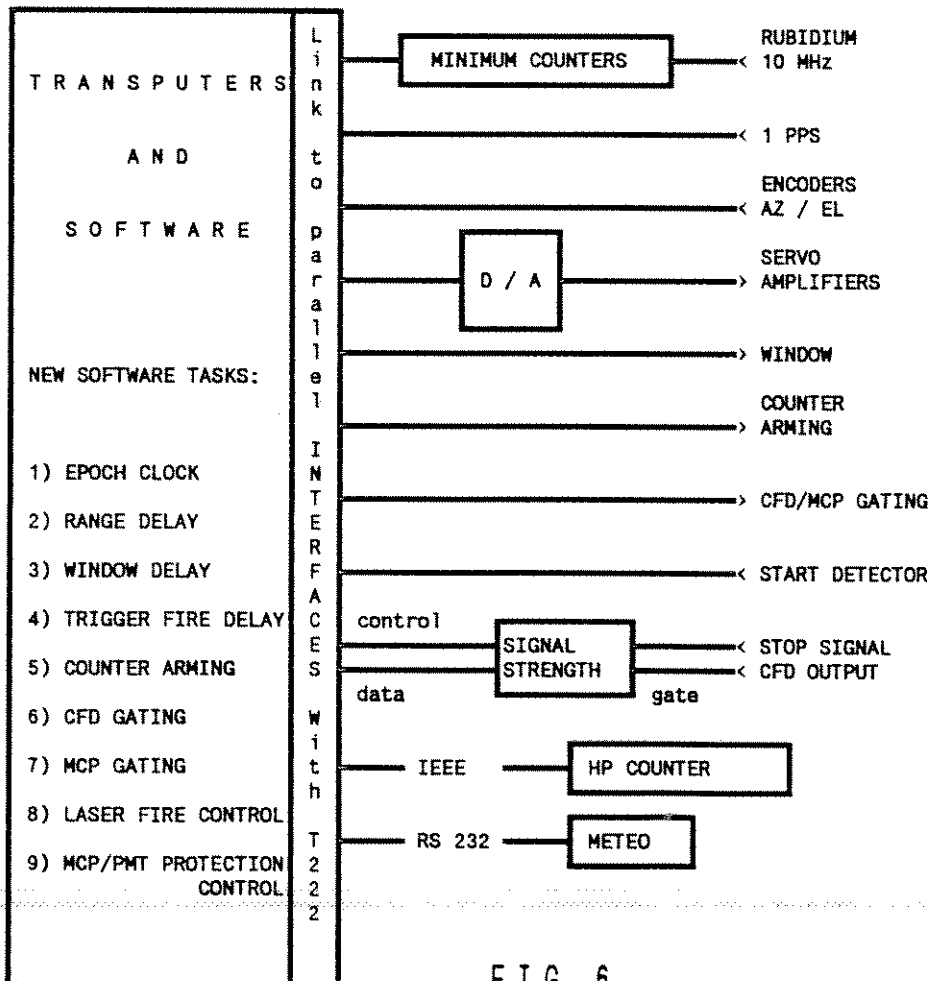 T R A N S P U T E R S
A N D
S O F T W A R E
NEW SOFTWARE TASKS:
1) EPOCH CLOCK
2) RANGE DELAY
3) WINDOW DELAY
4) TRIGGER FIRE DELAY
5) COUNTER ARMING
6) CFD GATING
7) MCP GATING
8) LASER FIRE CONTROL
9) MCP/PMT PROTECTION
CONTROL
Link to parallel INTERFACES With T222
MINIMUM COUNTERS
RUBIDIUM
< 10 MHz
< 1 PPS
ENCODERS
< AZ / EL
D / A
SERVO
> AMPLIFIERS
> WINDOW
COUNTER
> ARMING
> CFD/MCP GATING
< START DETECTOR
control
data
SIGNAL
STRENGTH
gate
< STOP SIGNAL
< CFD OUTPUT
IEEE
HP COUNTER
RS 232
METEO
FIG 6